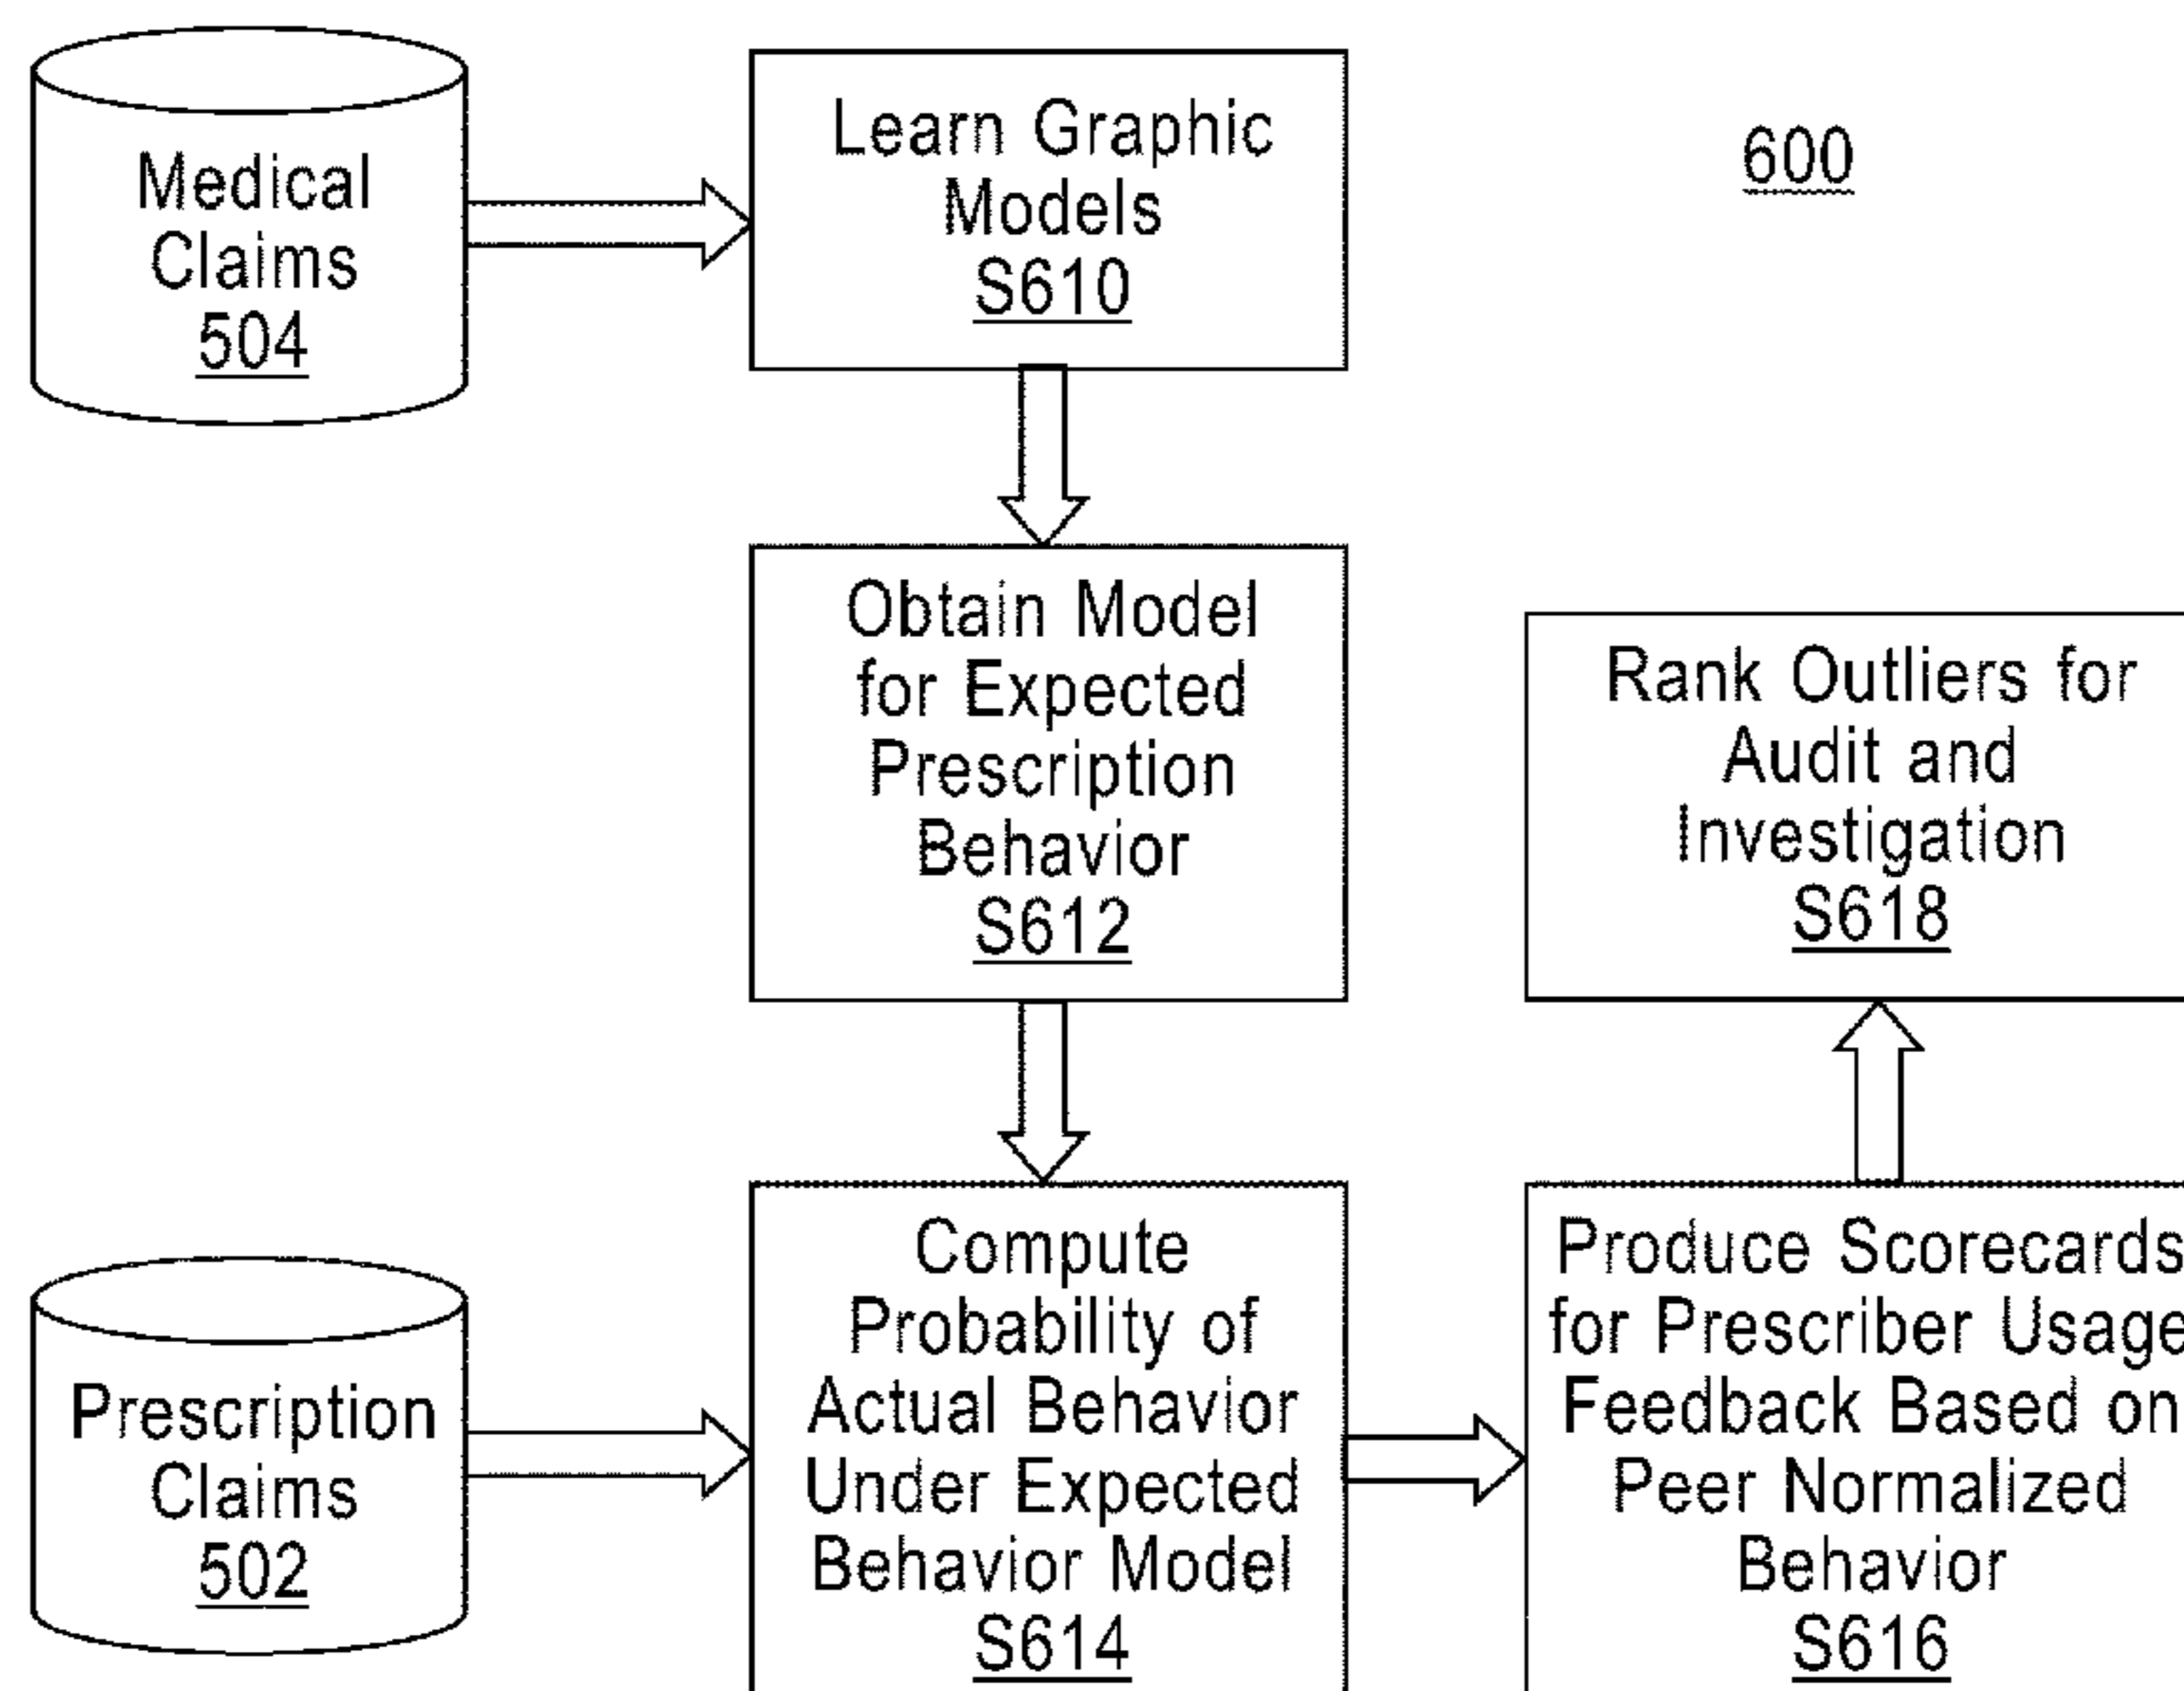 Medical
Claims
504
Learn Graphic
Models
S610
600
Obtain Model
for Expected
Prescription
Behavior
S612
Rank Outliers for
Audit and
Investigation
S618
Prescription
Claims
502
Compute
Probability of
Actual Behavior
Under Expected
Behavior Model
S614
Produce Scorecards
for Prescriber Usage
Feedback Based on
Peer Normalized
Behavior
S616